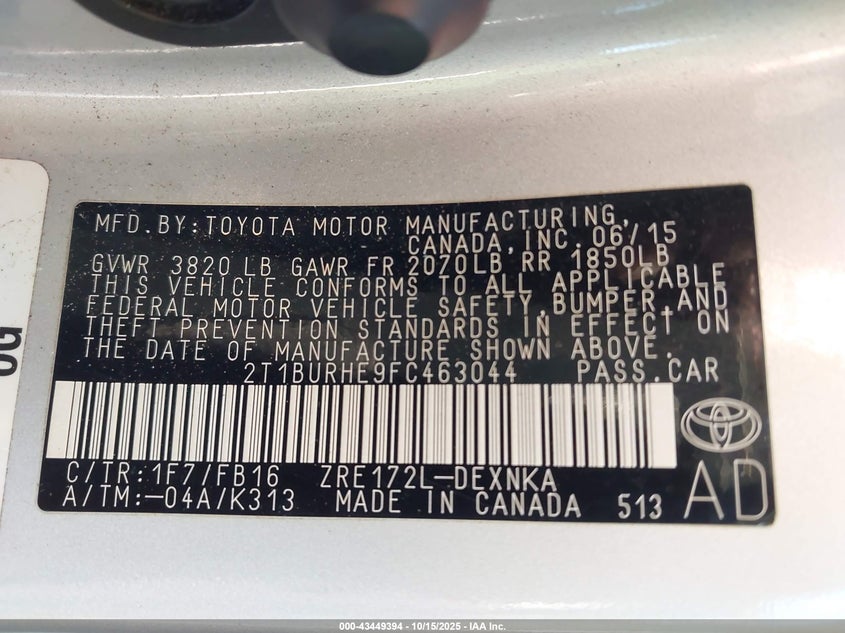 MFD.BY:TOYOTA MOTOR MANUFACTURING,
CANADA,INC. 06/15
GVWR 3820 LB GAWR FR 2070LB RR 1850LB
THIS VEHICLE CONFORMS TO ALL APPLICABLE
FEDERAL MOTOR VEHICLE SAFETY,BUMPER,AND
THEFT PREVENTION STANDARDS IN EFFECT ON
THE DATE OF MANUFACTURE SHOWN ABOVE.
2T1BURHE9FC463044 PASS.CAR
C/TR:1F7/FB16 ZRE172L-DEXNKA
A/TM:-04A/K313 MADE IN CANADA 513
AD
000-43449394 - 10/15/2025 - IAA Inc.